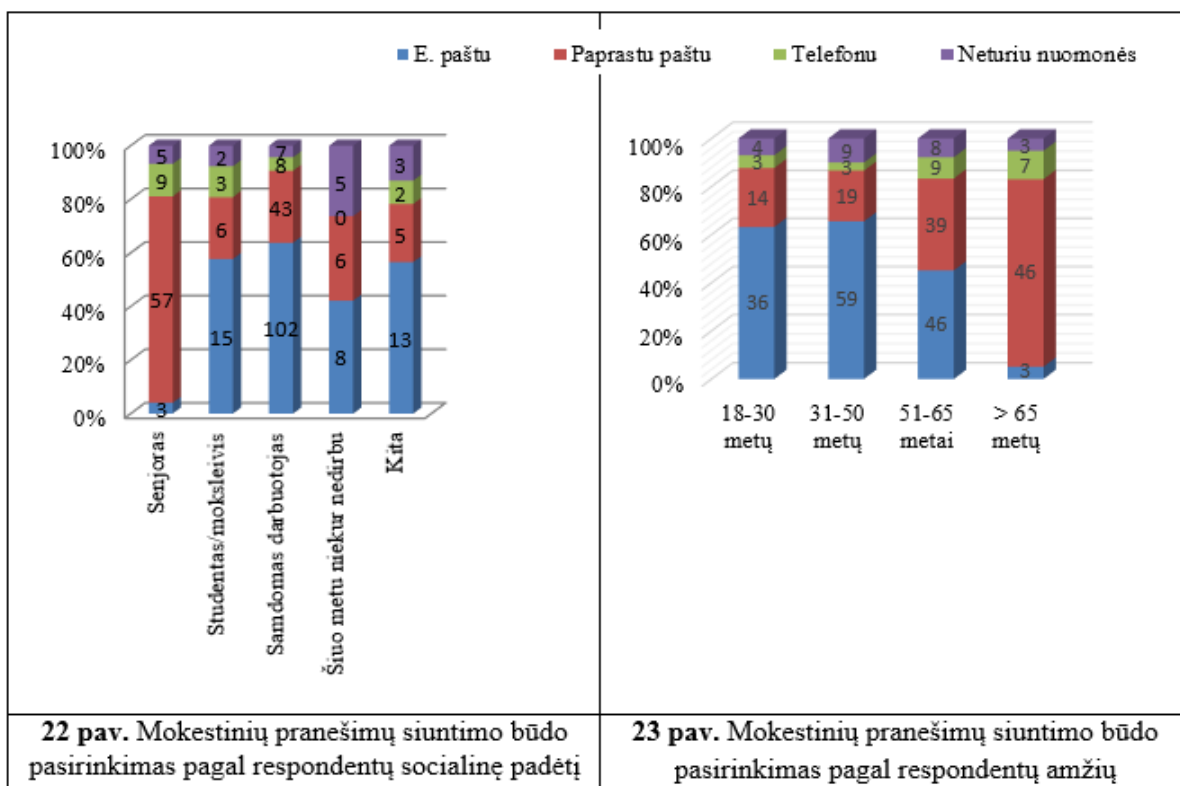 E. paštu Paprastu paštu Telefonu Neturiu nuomonės
100%
80%
60%
40%
20%
0%
5 2 7 5 3
9 3 8 0 2
57 6 43 6 5
3 15 102 8 13
Senjoras
Studentas/moksleivis
Samdomas darbuotojas
Šiuo metu niekur nedirbu
Kita
22 pav. Mokestinių pranešimų siuntimo būdo
pasirinkimas pagal respondentų socialinę padėtį
100%
80%
60%
40%
20%
0%
4 9 8 3
3 3 9 7
14 19 39 46
36 59 46 3
18-30 31-50 51-65 > 65
metų metų metai metų
23 pav. Mokestinių pranešimų siuntimo būdo
pasirinkimas pagal respondentų amžių